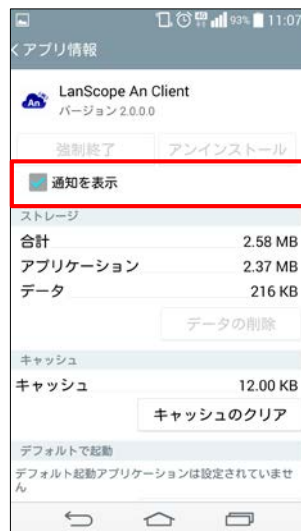 4G 93% 11:07
アプリ情報
An
LanScope An Client
バージョン 2.0.0.0
強制終了 アンインストール
通知を表示
ストレージ
合計 2.58 MB
アプリケーション 2.37 MB
データ 216 KB
データの削除
キャッシュ
キャッシュ 12.00 KB
キャッシュのクリア
デフォルトで起動
デフォルト起動アプリケーションは設定されていませ
ん